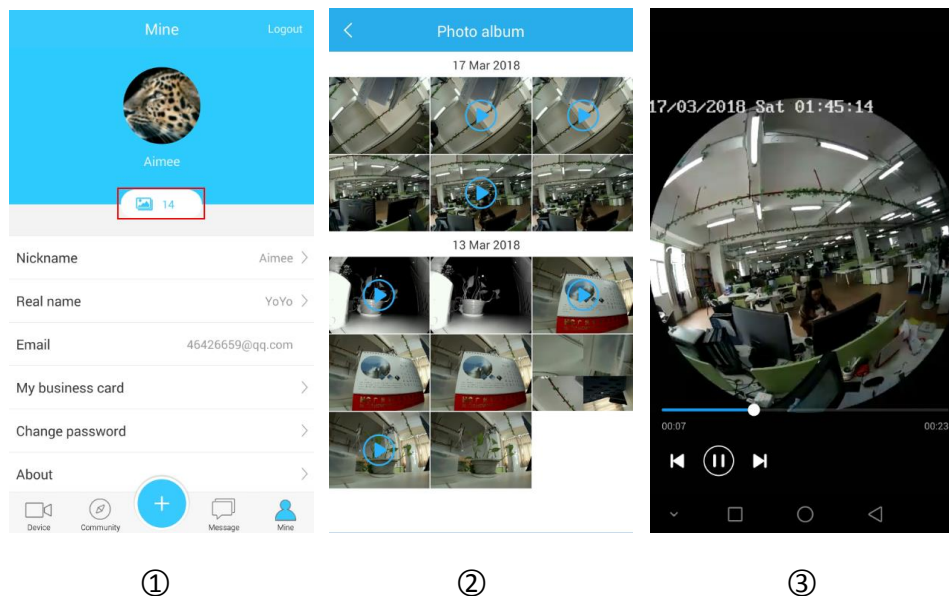 Mine
Logout
Aimee
14
Nickname
Aimee
Real name
YoYo
Email
46426659@qq.com
My business card
Change password
About
Device
Community
Message
Mine
①
Photo album
17 Mar 2018
13 Mar 2018
②
17/03/2018 Sat 01:45:14
00:07
00:23
③